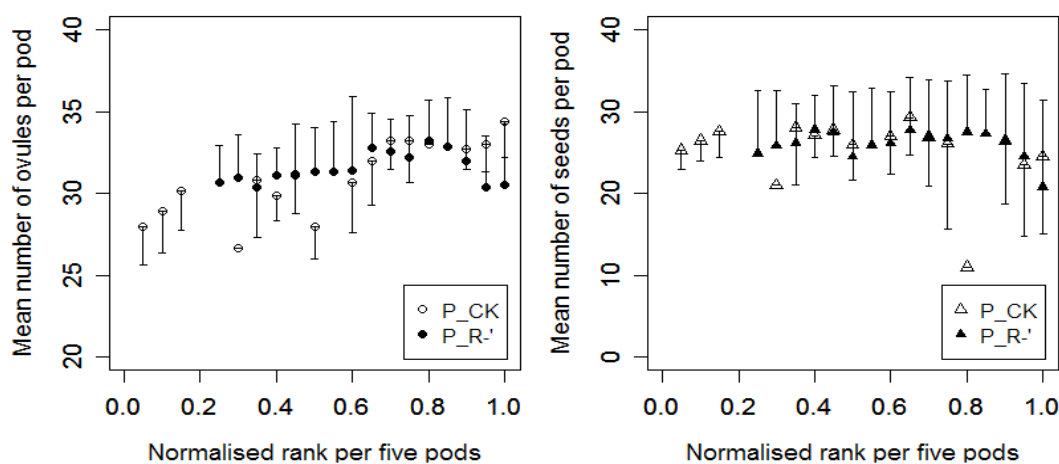 Mean number of ovules per pod
40
35
30
25
20
P_CK
P_R-'
0.0 0.2 0.4 0.6 0.8 1.0
Normalised rank per five pods
Mean number of seeds per pod
40
30
20
10
0
P_CK
P_R-'
0.0 0.2 0.4 0.6 0.8 1.0
Normalised rank per five pods